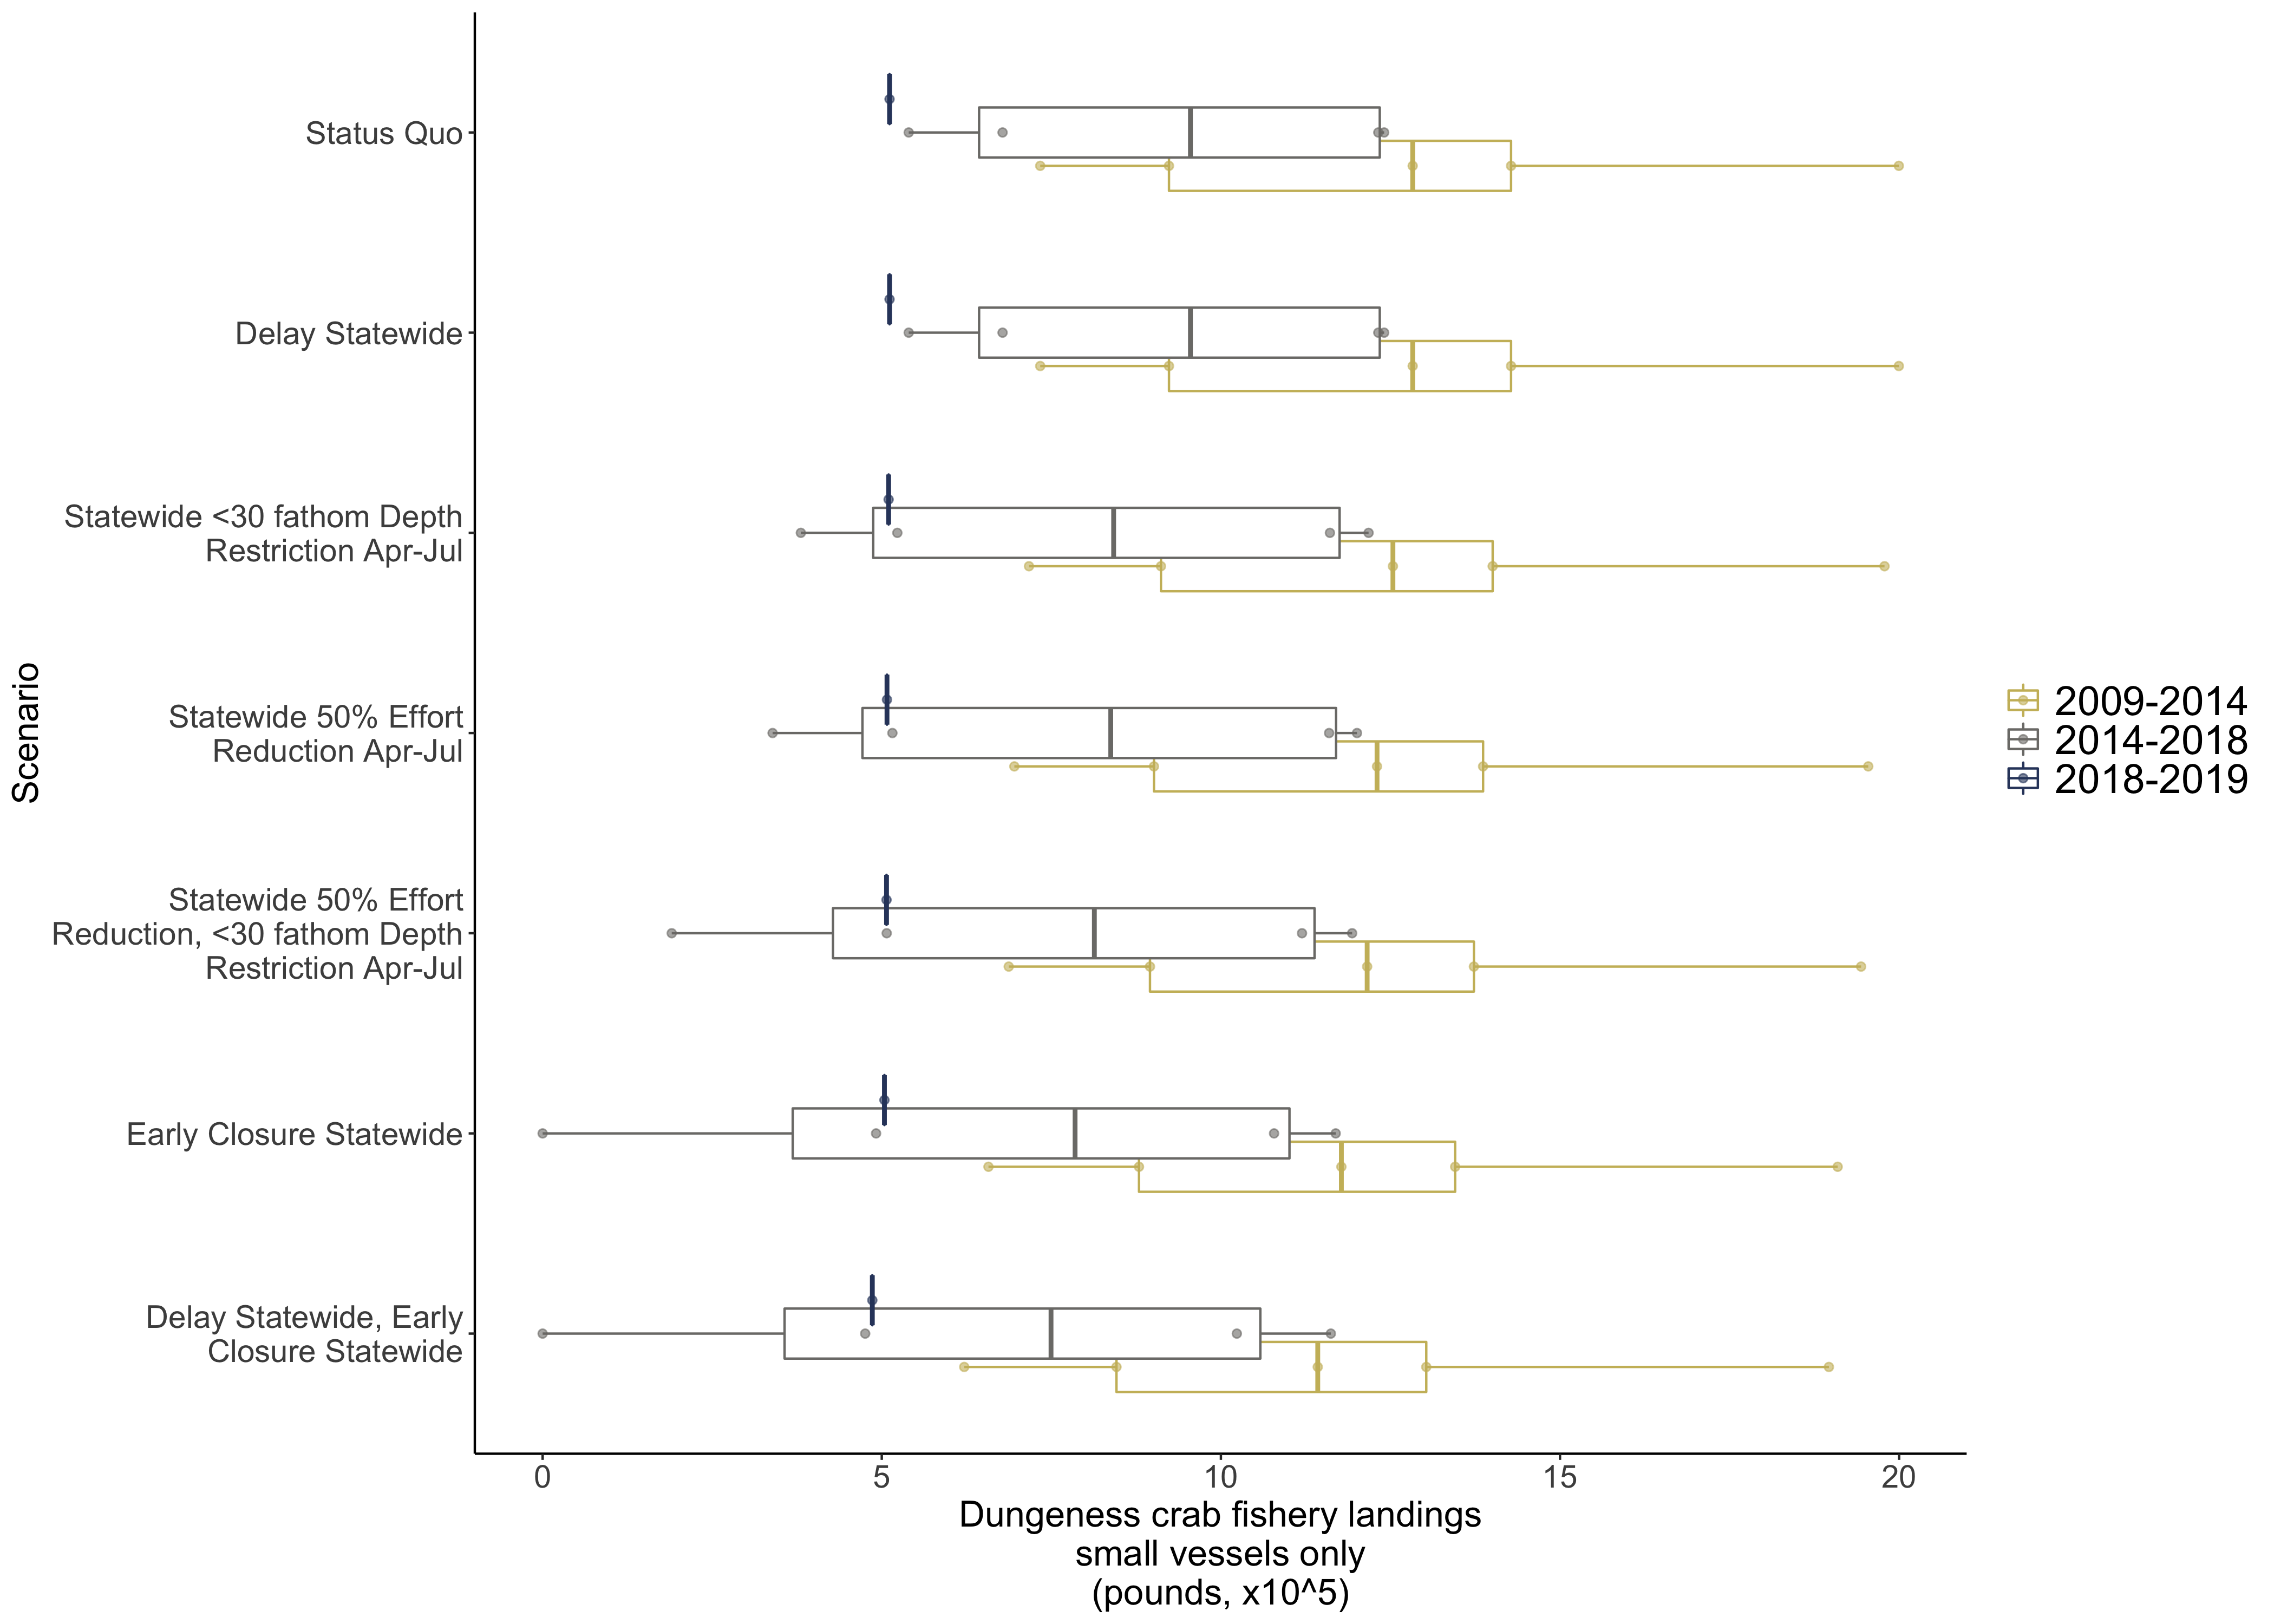 Scenario
Status Quo
Delay Statewide
Statewide <30 fathom Depth
Restriction Apr-Jul
Statewide 50% Effort
Reduction Apr-Jul
Statewide 50% Effort
Reduction, <30 fathom Depth
Restriction Apr-Jul
Early Closure Statewide
Delay Statewide, Early
Closure Statewide
0 5 10 15 20
Dungeness crab fishery landings
small vessels only
(pounds, x10^5)
2009-2014
2014-2018
2018-2019